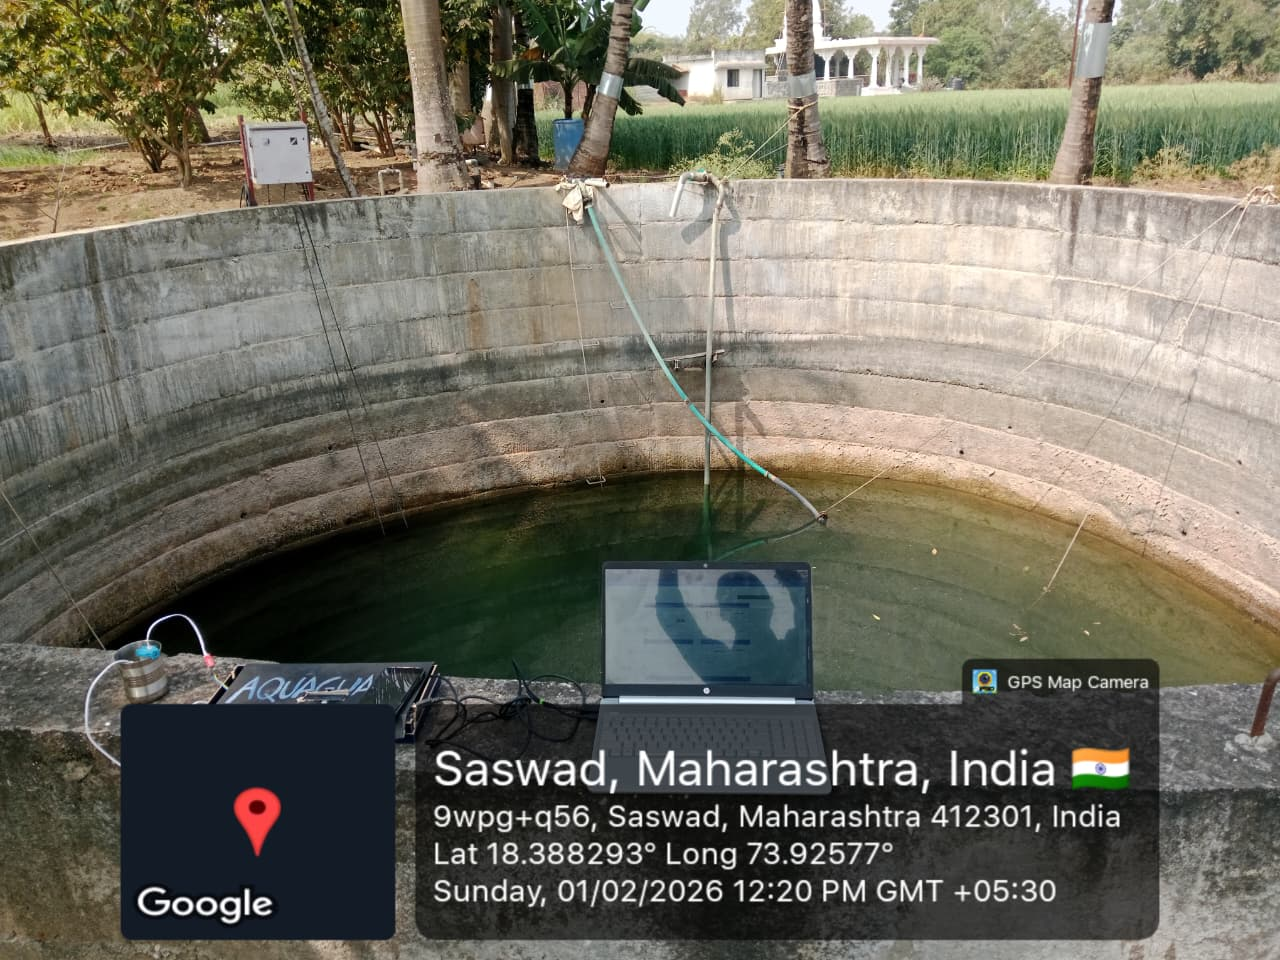 AQUAGUA
GPS Map Camera
Saswad, Maharashtra, India 🇮🇳
9wpg+q56, Saswad, Maharashtra 412301, India
Lat 18.388293° Long 73.92577°
Sunday, 01/02/2026 12:20 PM GMT +05:30
Google